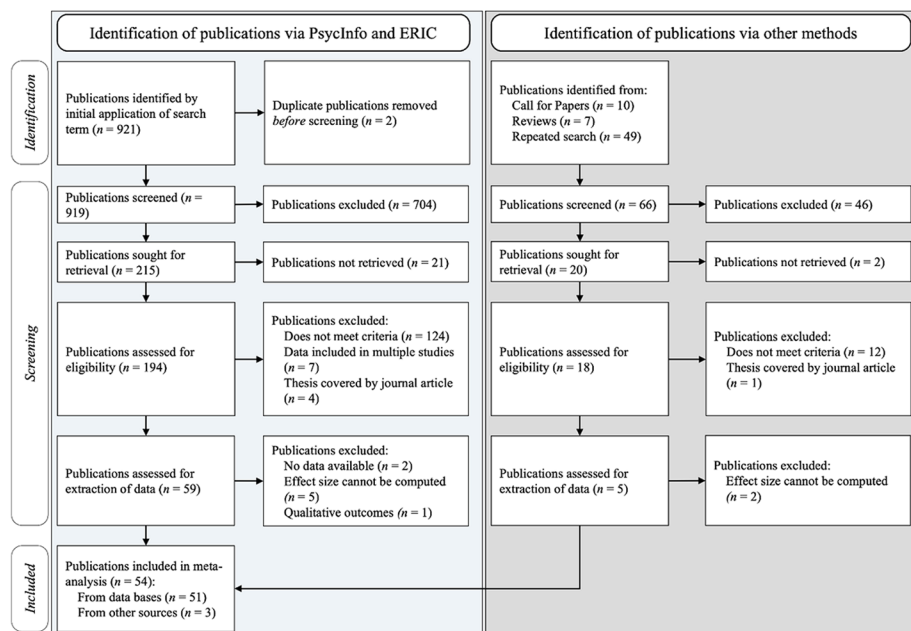 Identification of publications via PsycInfo and ERIC
Identification of publications via other methods
Identification
Publications identified by
initial application of search
term (n = 921)
Duplicate publications removed
before screening (n = 2)
Publications identified from:
Call for Papers (n = 10)
Reviews (n = 7)
Repeated search (n = 49)
Screening
Publications screened (n =
919)
Publications excluded (n = 704)
Publications screened (n = 66)
Publications excluded (n = 46)
Publications sought for
retrieval (n = 215)
Publications not retrieved (n = 21)
Publications sought for
retrieval (n = 20)
Publications not retrieved (n = 2)
Publications assessed for
eligibility (n = 194)
Publications excluded:
Does not meet criteria (n = 124)
Data included in multiple studies
(n = 7)
Thesis covered by journal article
(n = 4)
Publications assessed for
eligibility (n = 18)
Publications excluded:
Does not meet criteria (n = 12)
Thesis covered by journal article
(n = 1)
Publications assessed for
extraction of data (n = 59)
Publications excluded:
No data available (n = 2)
Effect size cannot be computed
(n = 5)
Qualitative outcomes (n = 1)
Publications assessed for
extraction of data (n = 5)
Publications excluded:
Effect size cannot be computed
(n = 2)
Included
Publications included in meta-
analysis (n = 54):
From data bases (n = 51)
From other sources (n = 3)